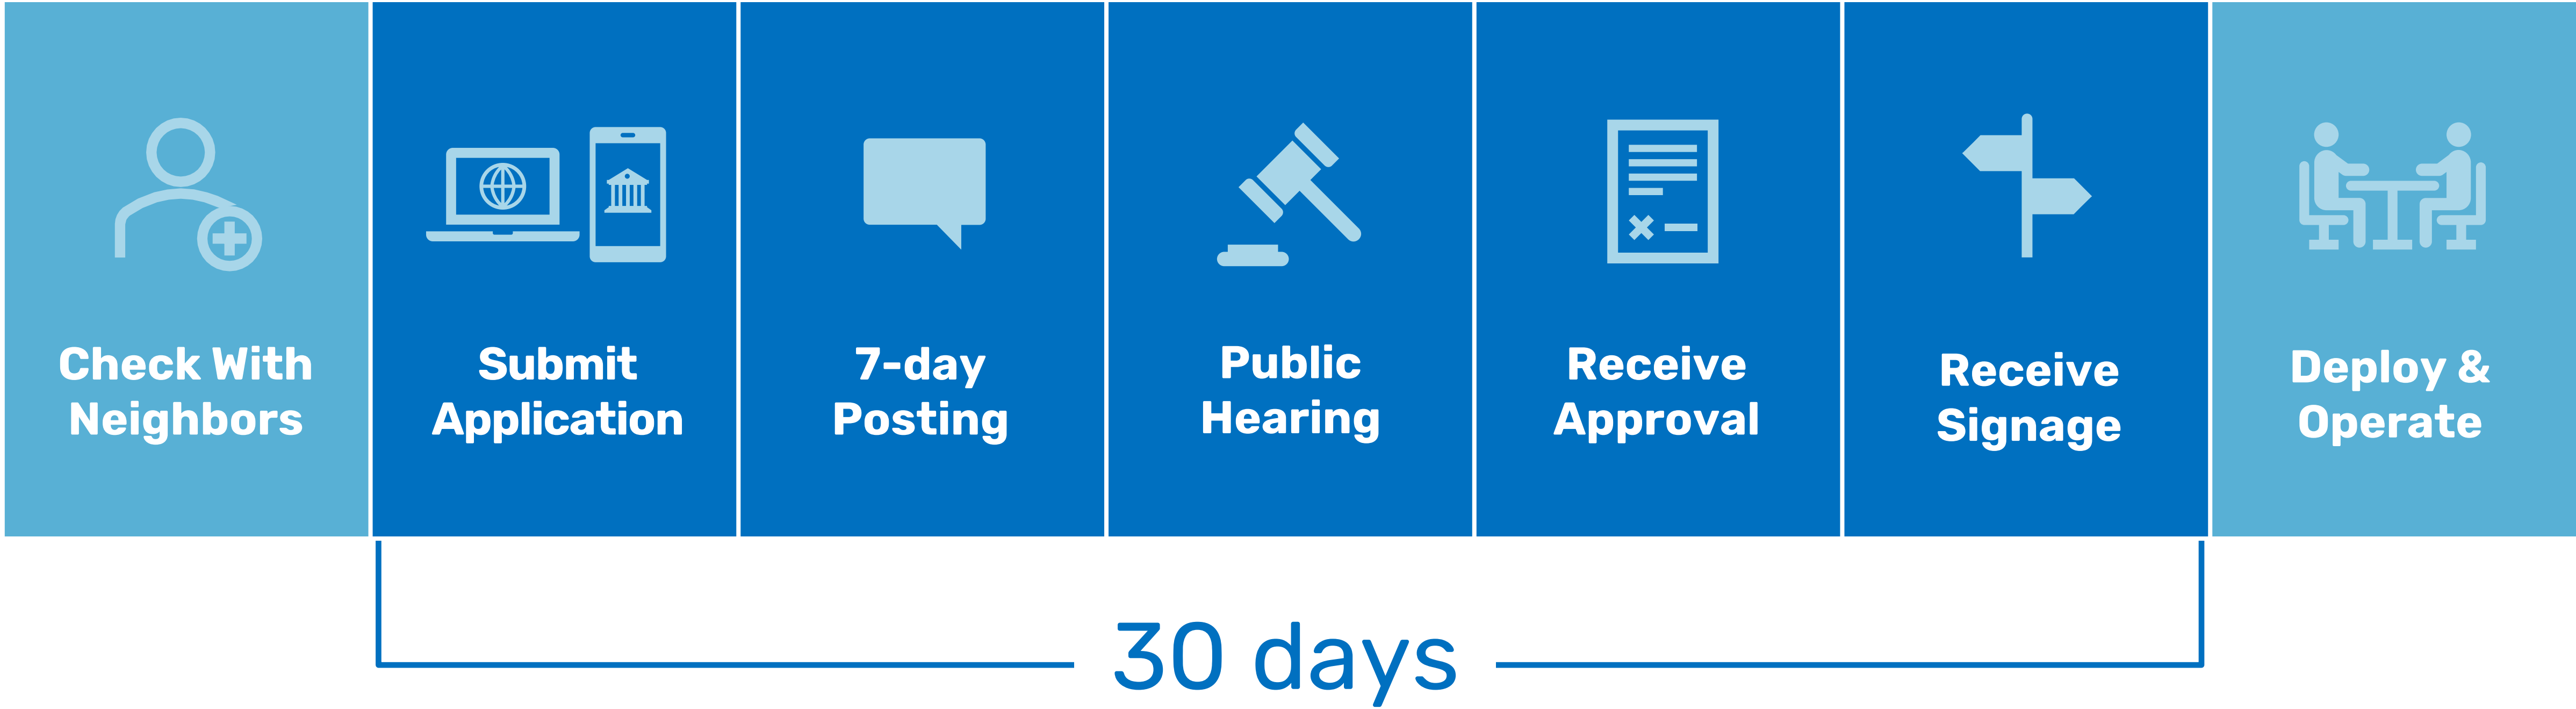 Check With
Neighbors
Submit
Application
7-day
Posting
Public
Hearing
Receive
Approval
Receive
Signage
Deploy &
Operate
30 days